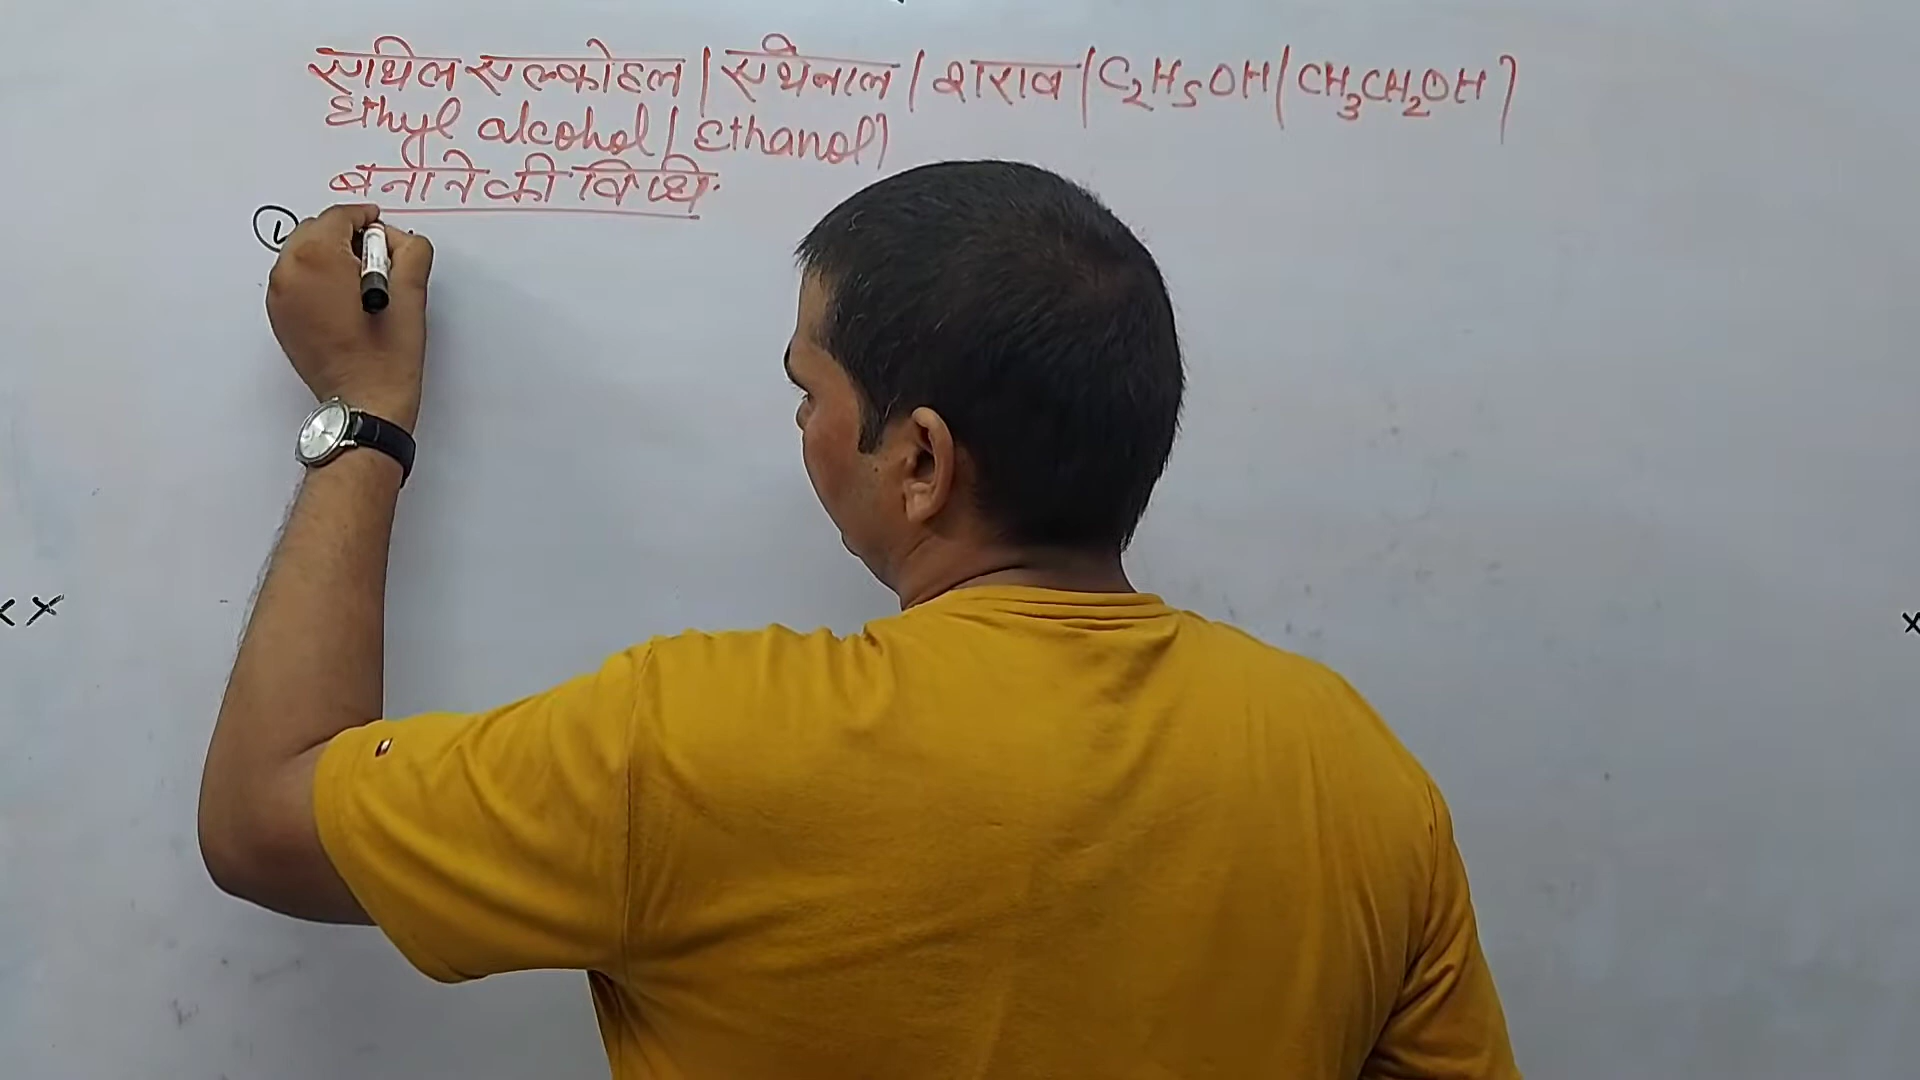 एथिल एल्कोहल / एथेनाल / शराब / C₂H₅OH / CH₃CH₂OH /
Ethyl alcohol / Ethanol /
बनाने की विधि
①
x x
x